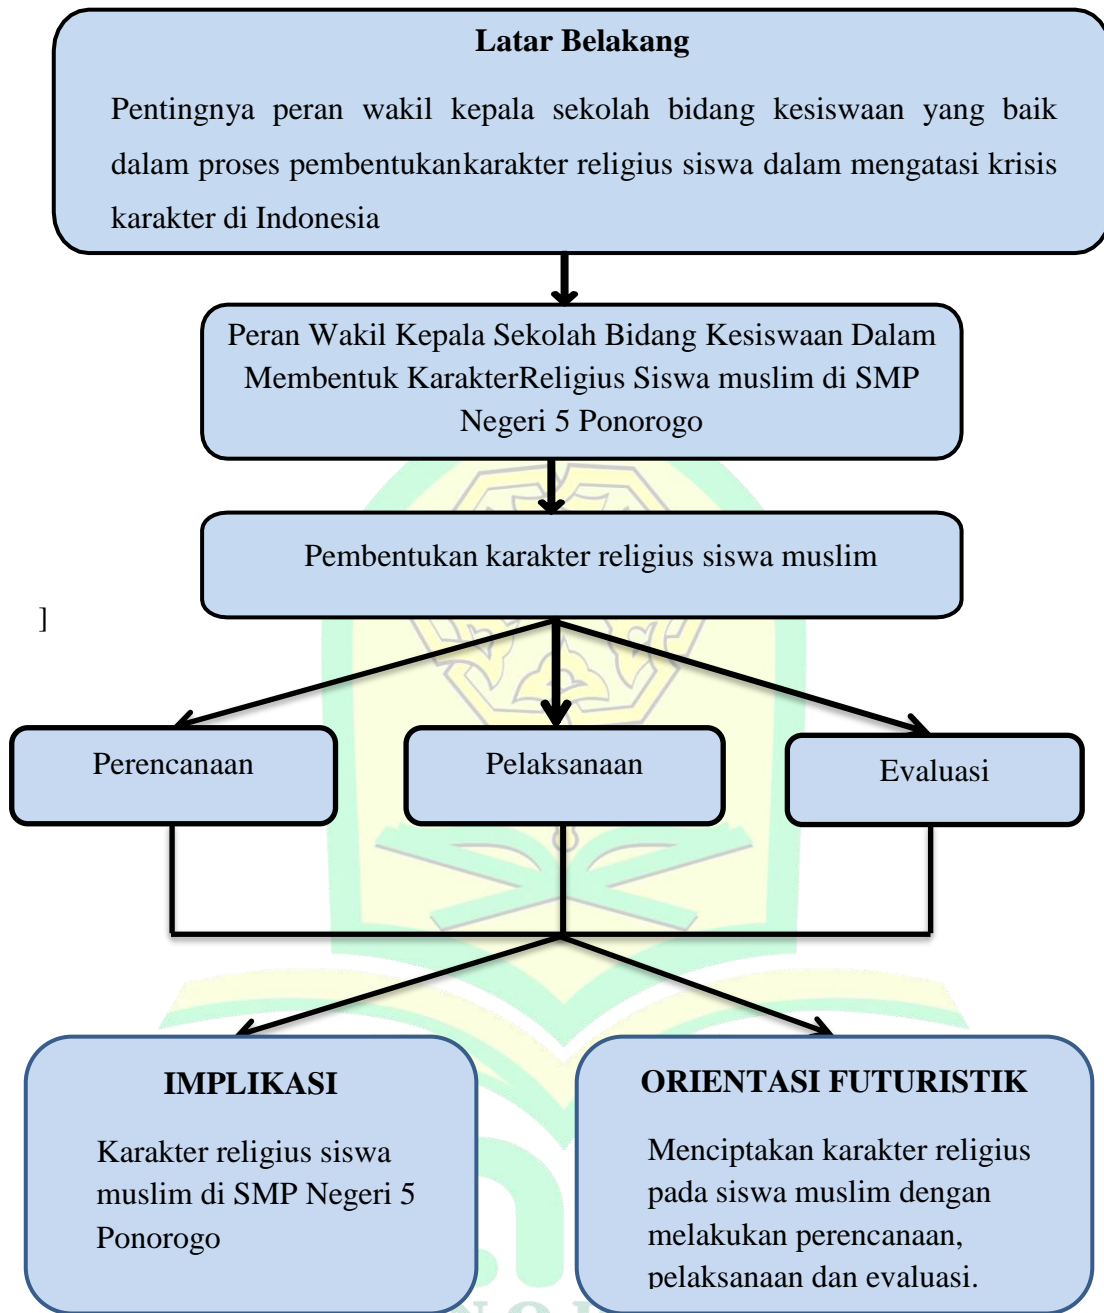 Latar Belakang
Pentingnya peran wakil kepala sekolah bidang kesiswaan yang baik
dalam proses pembentukankarakter religius siswa dalam mengatasi krisis
karakter di Indonesia
Peran Wakil Kepala Sekolah Bidang Kesiswaan Dalam
Membentuk KarakterReligius Siswa muslim di SMP
Negeri 5 Ponorogo
Pembentukan karakter religius siswa muslim
]
Perencanaan
Pelaksanaan
Evaluasi
IMPLIKASI
Karakter religius siswa
muslim di SMP Negeri 5
Ponorogo
ORIENTASI FUTURISTIK
Menciptakan karakter religius
pada siswa muslim dengan
melakukan perencanaan,
pelaksanaan dan evaluasi.